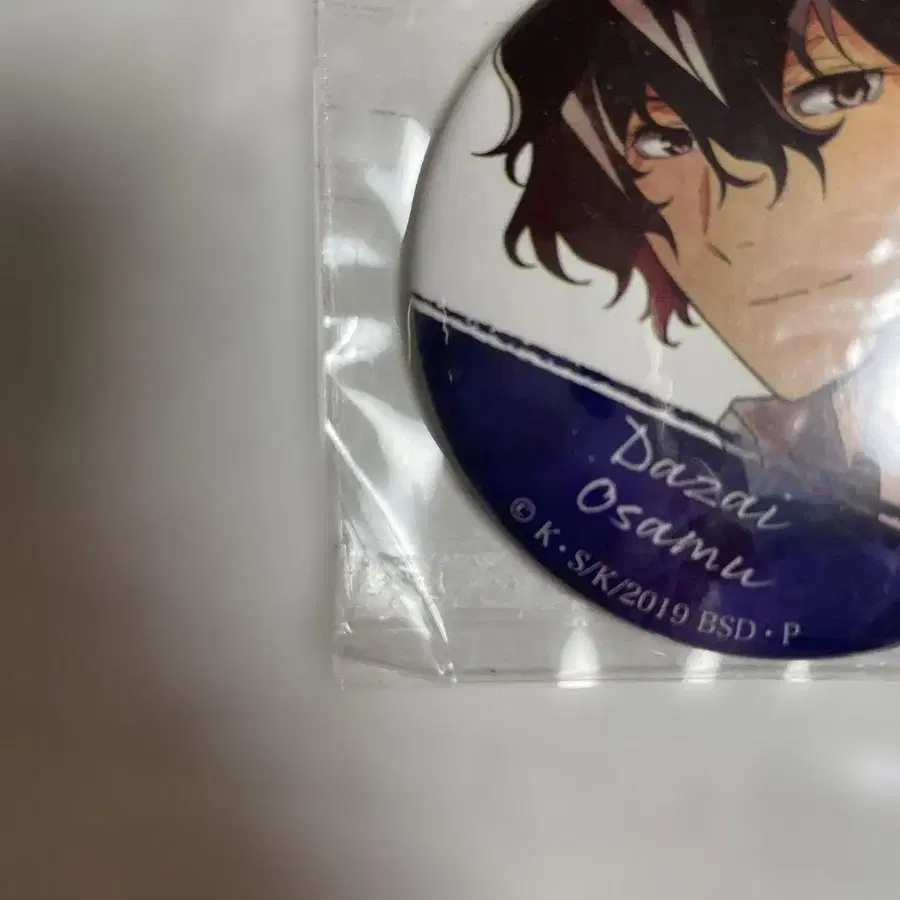 Dazai
Osamu
© K・S/K/2019 BSD・P